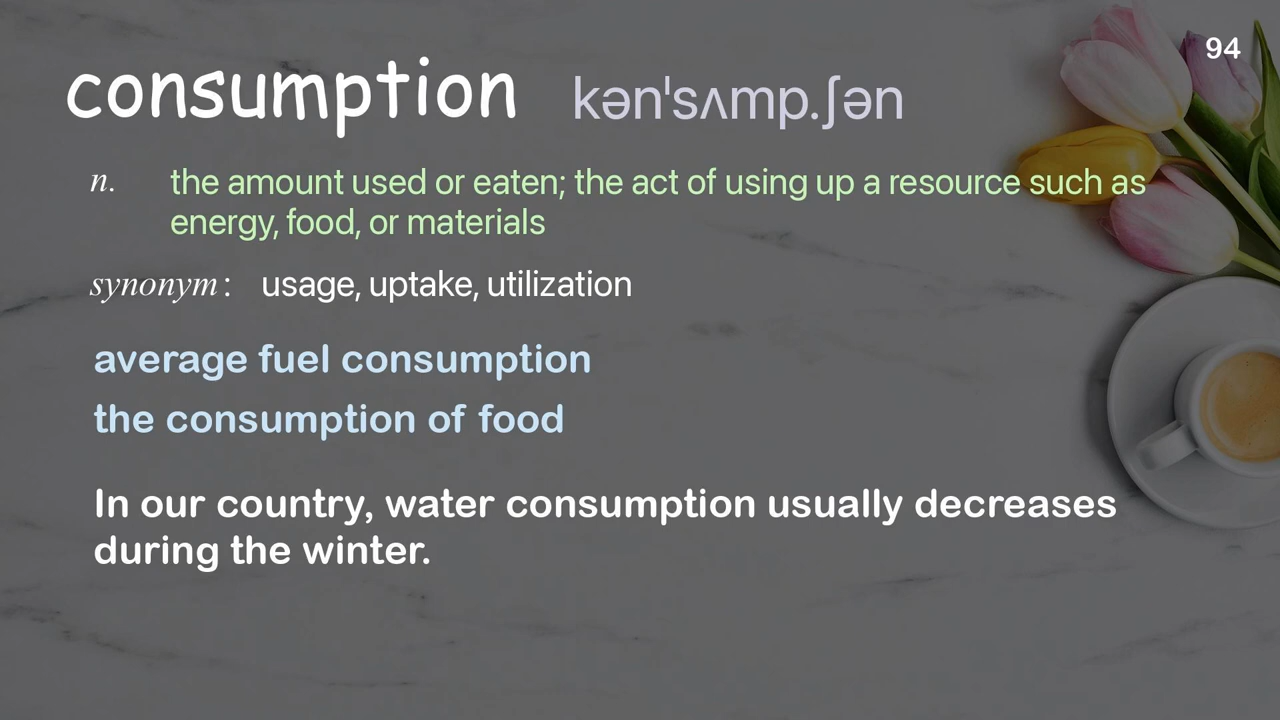 94
consumption kən'sʌmp.ʃən
n. the amount used or eaten; the act of using up a resource such as
energy, food, or materials
synonym : usage, uptake, utilization
average fuel consumption
the consumption of food
In our country, water consumption usually decreases
during the winter.